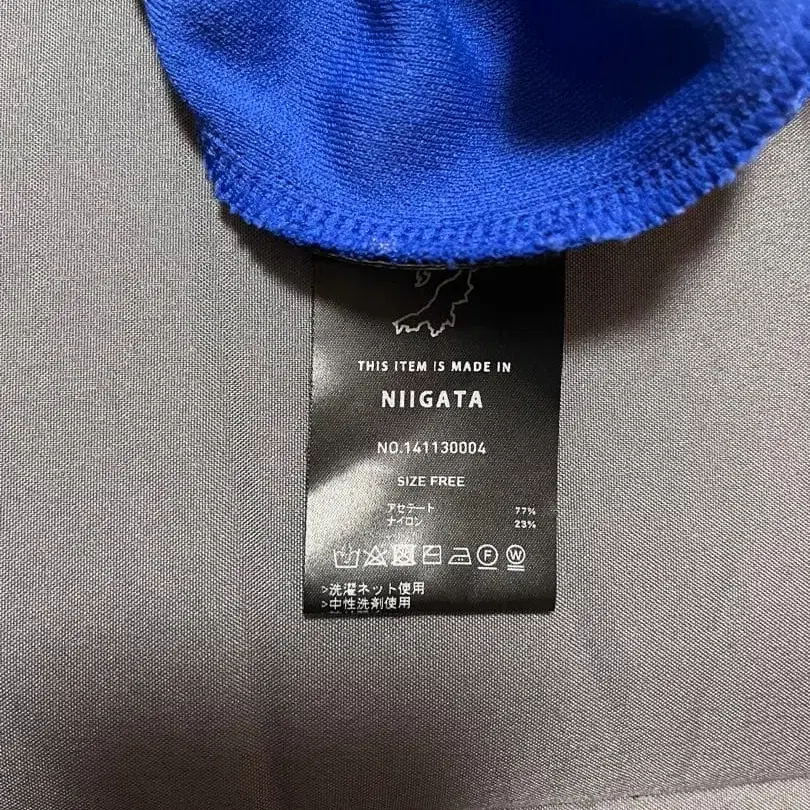 THIS ITEM IS MADE IN
NIIGATA
NO.141130004
SIZE FREE
アセテート 77%
ナイロン 23%
F W
>洗濯ネット使用
>中性洗剤使用